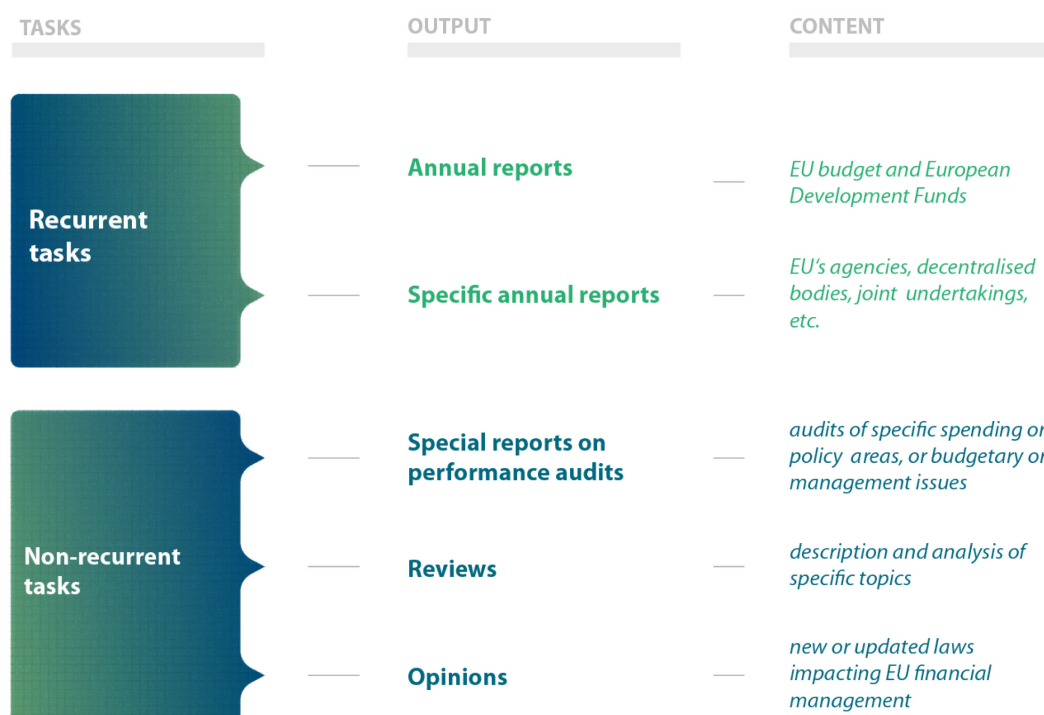 TASKS
OUTPUT
CONTENT
Recurrent
tasks
Annual reports
EU budget and European
Development Funds
Specific annual reports
EU's agencies, decentralised
bodies, joint undertakings,
etc.
Non-recurrent
tasks
Special reports on
performance audits
audits of specific spending or
policy areas, or budgetary or
management issues
Reviews
description and analysis of
specific topics
Opinions
new or updated laws
impacting EU financial
management